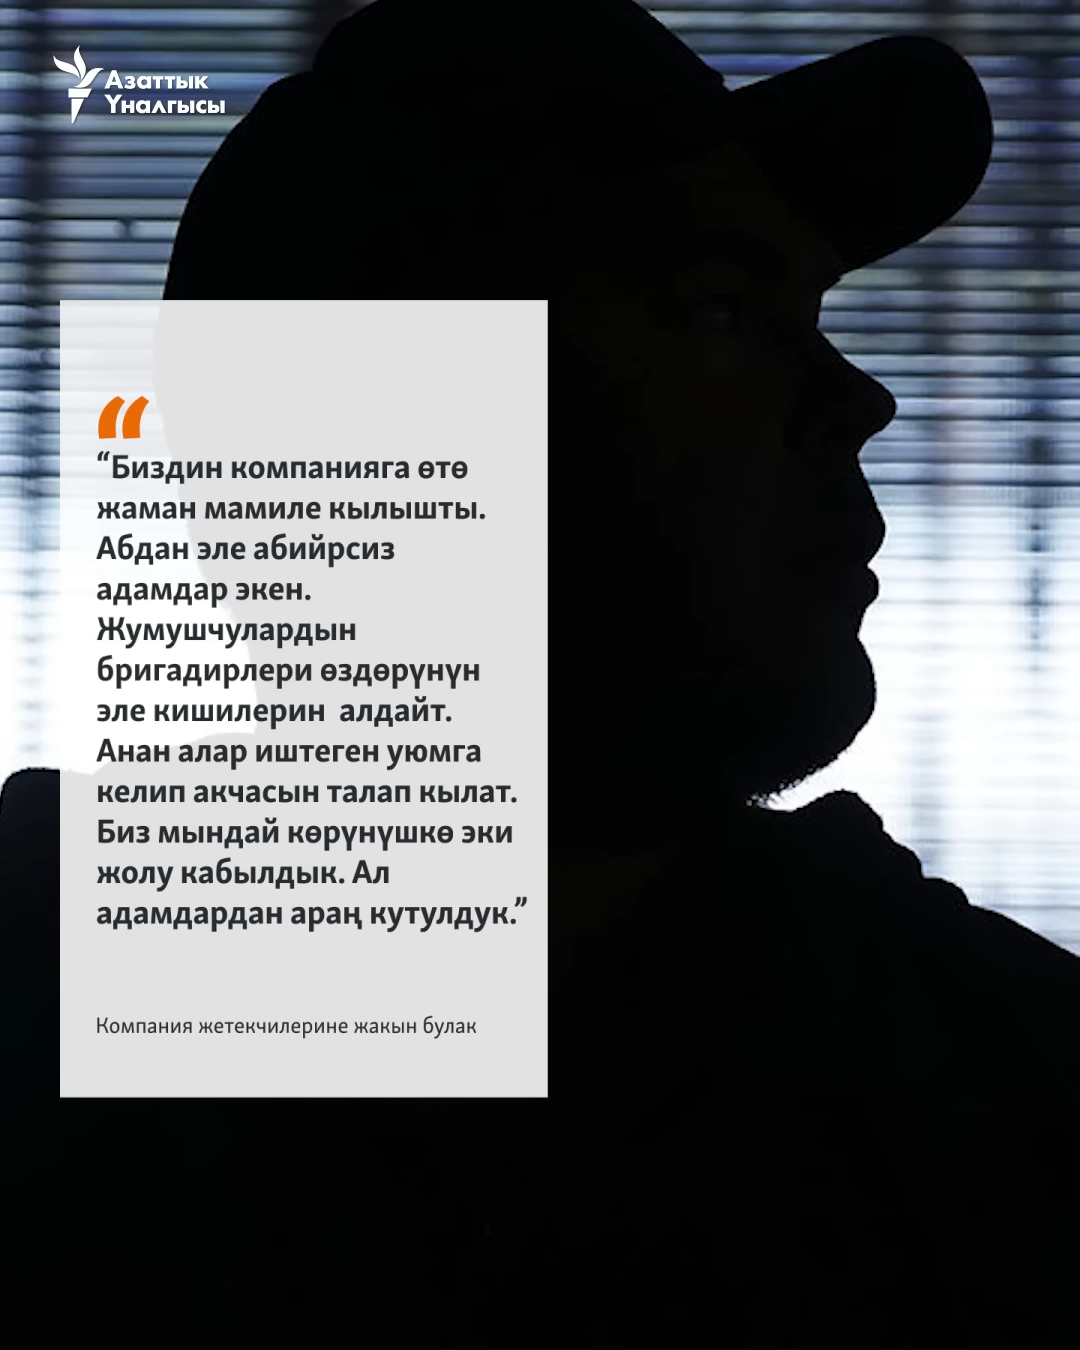 Азаттык
Үналгысы
“Биздин компанияга өтө
жаман мамиле кылышты.
Абдан эле абийрсиз
адамдар экен.
Жумушчулардын
бригадирлери өздөрүнүн
эле кишилерин  алдайт.
Анан алар иштеген уюмга
келип акчасын талап кылат.
Биз мындай көрүнүшкө эки
жолу кабылдык. Ал
адамдардан араң кутулдук.”
Компания жетекчилерине жакын булак